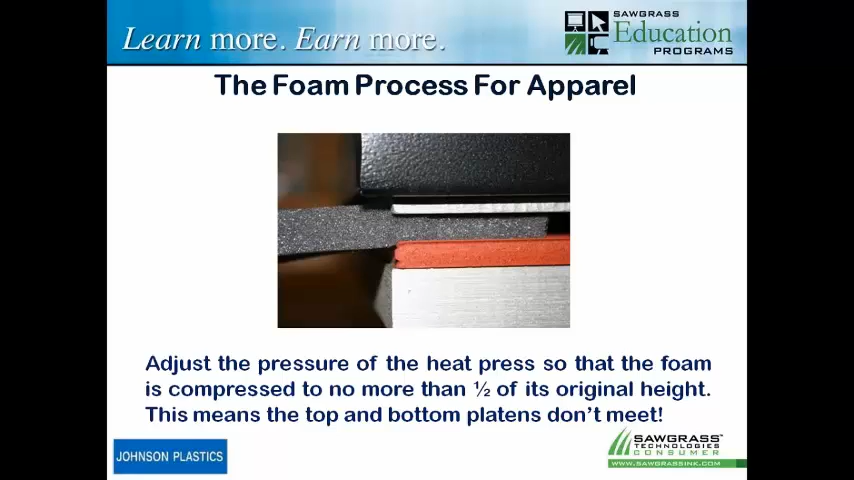 Learn more. Earn more.
SAWGRASS
Education
PROGRAMS
The Foam Process For Apparel
Adjust the pressure of the heat press so that the foam
is compressed to no more than ½ of its original height.
This means the top and bottom platens don't meet!
JOHNSON PLASTICS
SAWGRASS
TECHNOLOGIES
CONSUMER
WWW.SAWGRASSINK.COM